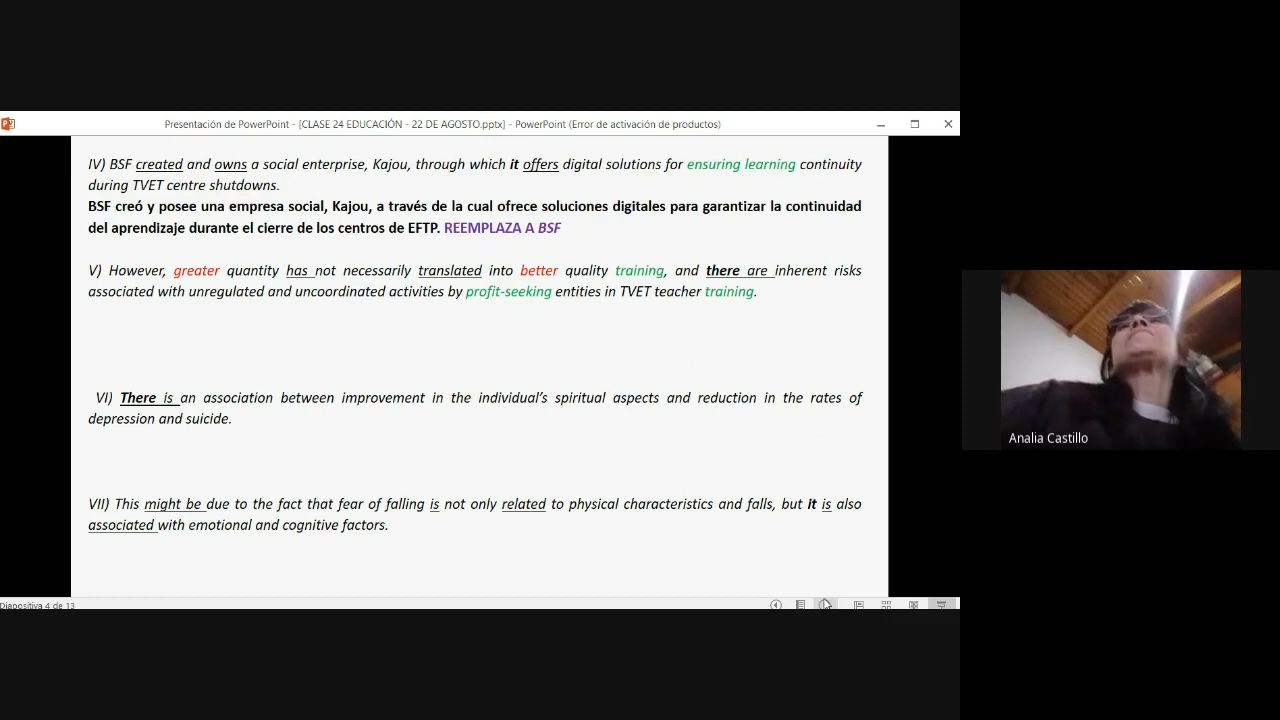 Presentación de PowerPoint - [CLASE 24 EDUCACIÓN - 22 DE AGOSTO.pptx] - PowerPoint (Error de activación de productos)
IV) BSF created and owns a social enterprise, Kajou, through which it offers digital solutions for ensuring learning continuity
during TVET centre shutdowns.
BSF creó y posee una empresa social, Kajou, a través de la cual ofrece soluciones digitales para garantizar la continuidad
del aprendizaje durante el cierre de los centros de EFTP. REEMPLAZA A BSF
V) However, greater quantity has not necessarily translated into better quality training, and there are inherent risks
associated with unregulated and uncoordinated activities by profit-seeking entities in TVET teacher training.
VI) There is an association between improvement in the individual’s spiritual aspects and reduction in the rates of
depression and suicide.
VII) This might be due to the fact that fear of falling is not only related to physical characteristics and falls, but it is also
associated with emotional and cognitive factors.
Diapositiva 4 de 13
Analia Castillo